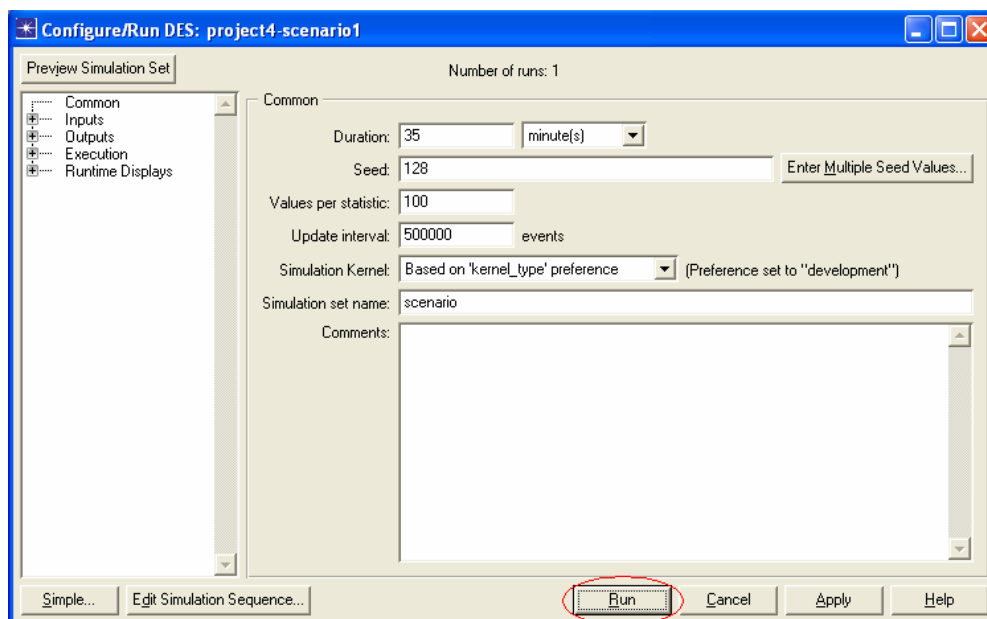 Configure/Run DES: project4-scenario1
Preview Simulation Set
Number of runs: 1
Common
Inputs
Outputs
Execution
Runtime Displays
Common
Duration: 35 minute(s)
Seed: 128 Enter Multiple Seed Values...
Values per statistic: 100
Update interval: 500000 events
Simulation Kernel: Based on 'kernel_type' preference (Preference set to "development")
Simulation set name: scenario
Comments:
Simple... Edit Simulation Sequence... Run Cancel Apply Help